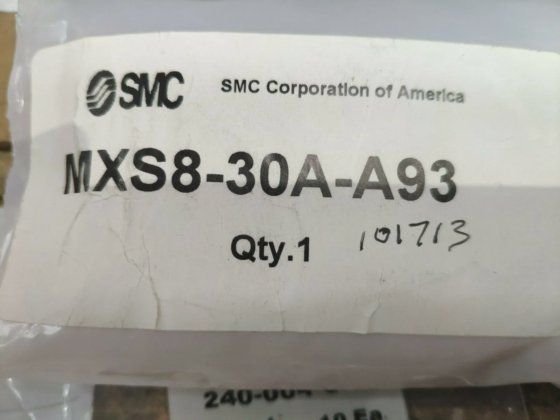 SMC
SMC Corporation of America
MXS8-30A-A93
Qty.1
101713